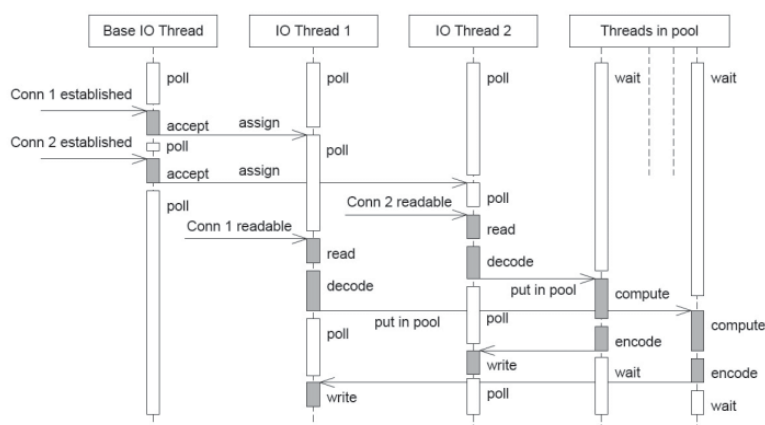 Base IO Thread
IO Thread 1
IO Thread 2
Threads in pool
poll
poll
poll
wait
wait
Conn 1 established
accept
assign
Conn 2 established
poll
poll
accept
assign
poll
poll
Conn 2 readable
Conn 1 readable
read
read
decode
decode
put in pool
compute
put in pool
poll
poll
compute
encode
write
wait
encode
write
poll
wait